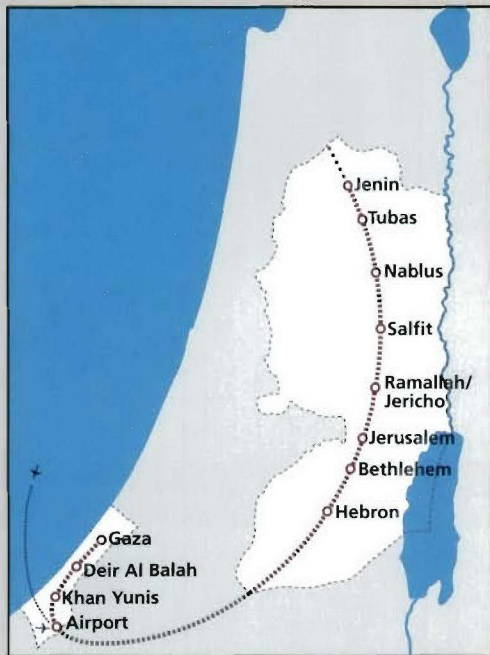 Jenin
Tubas
Nablus
Salfit
Ramallah/
Jericho
Jerusalem
Bethlehem
Hebron
Gaza
Deir Al Balah
Khan Yunis
Airport